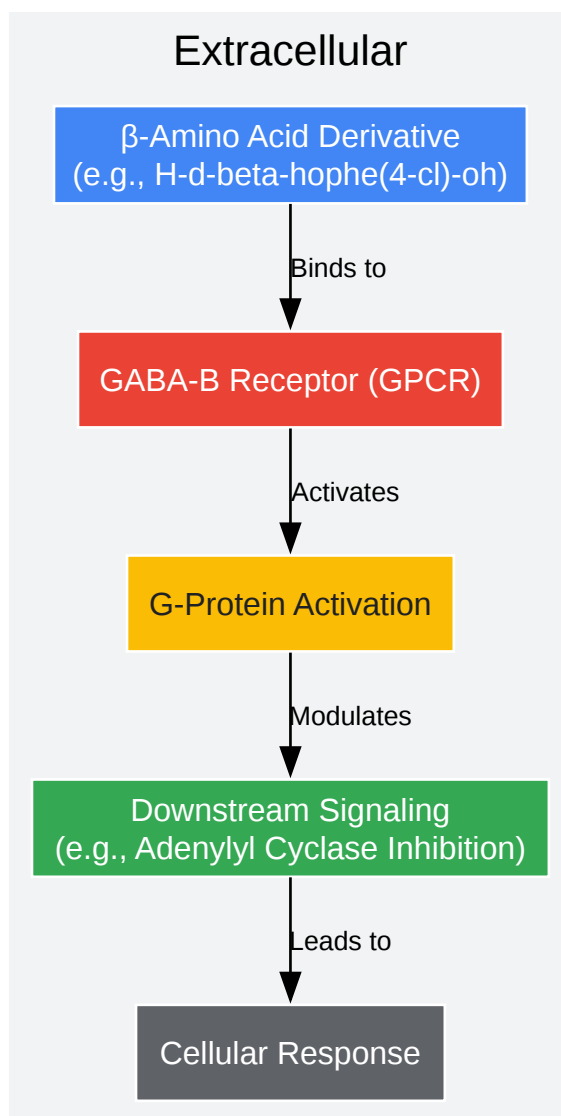 Extracellular
β-Amino Acid Derivative
(e.g., H-d-beta-hophe(4-cl)-oh)
Binds to
GABA-B Receptor (GPCR)
Activates
G-Protein Activation
Modulates
Downstream Signaling
(e.g., Adenylyl Cyclase Inhibition)
Leads to
Cellular Response